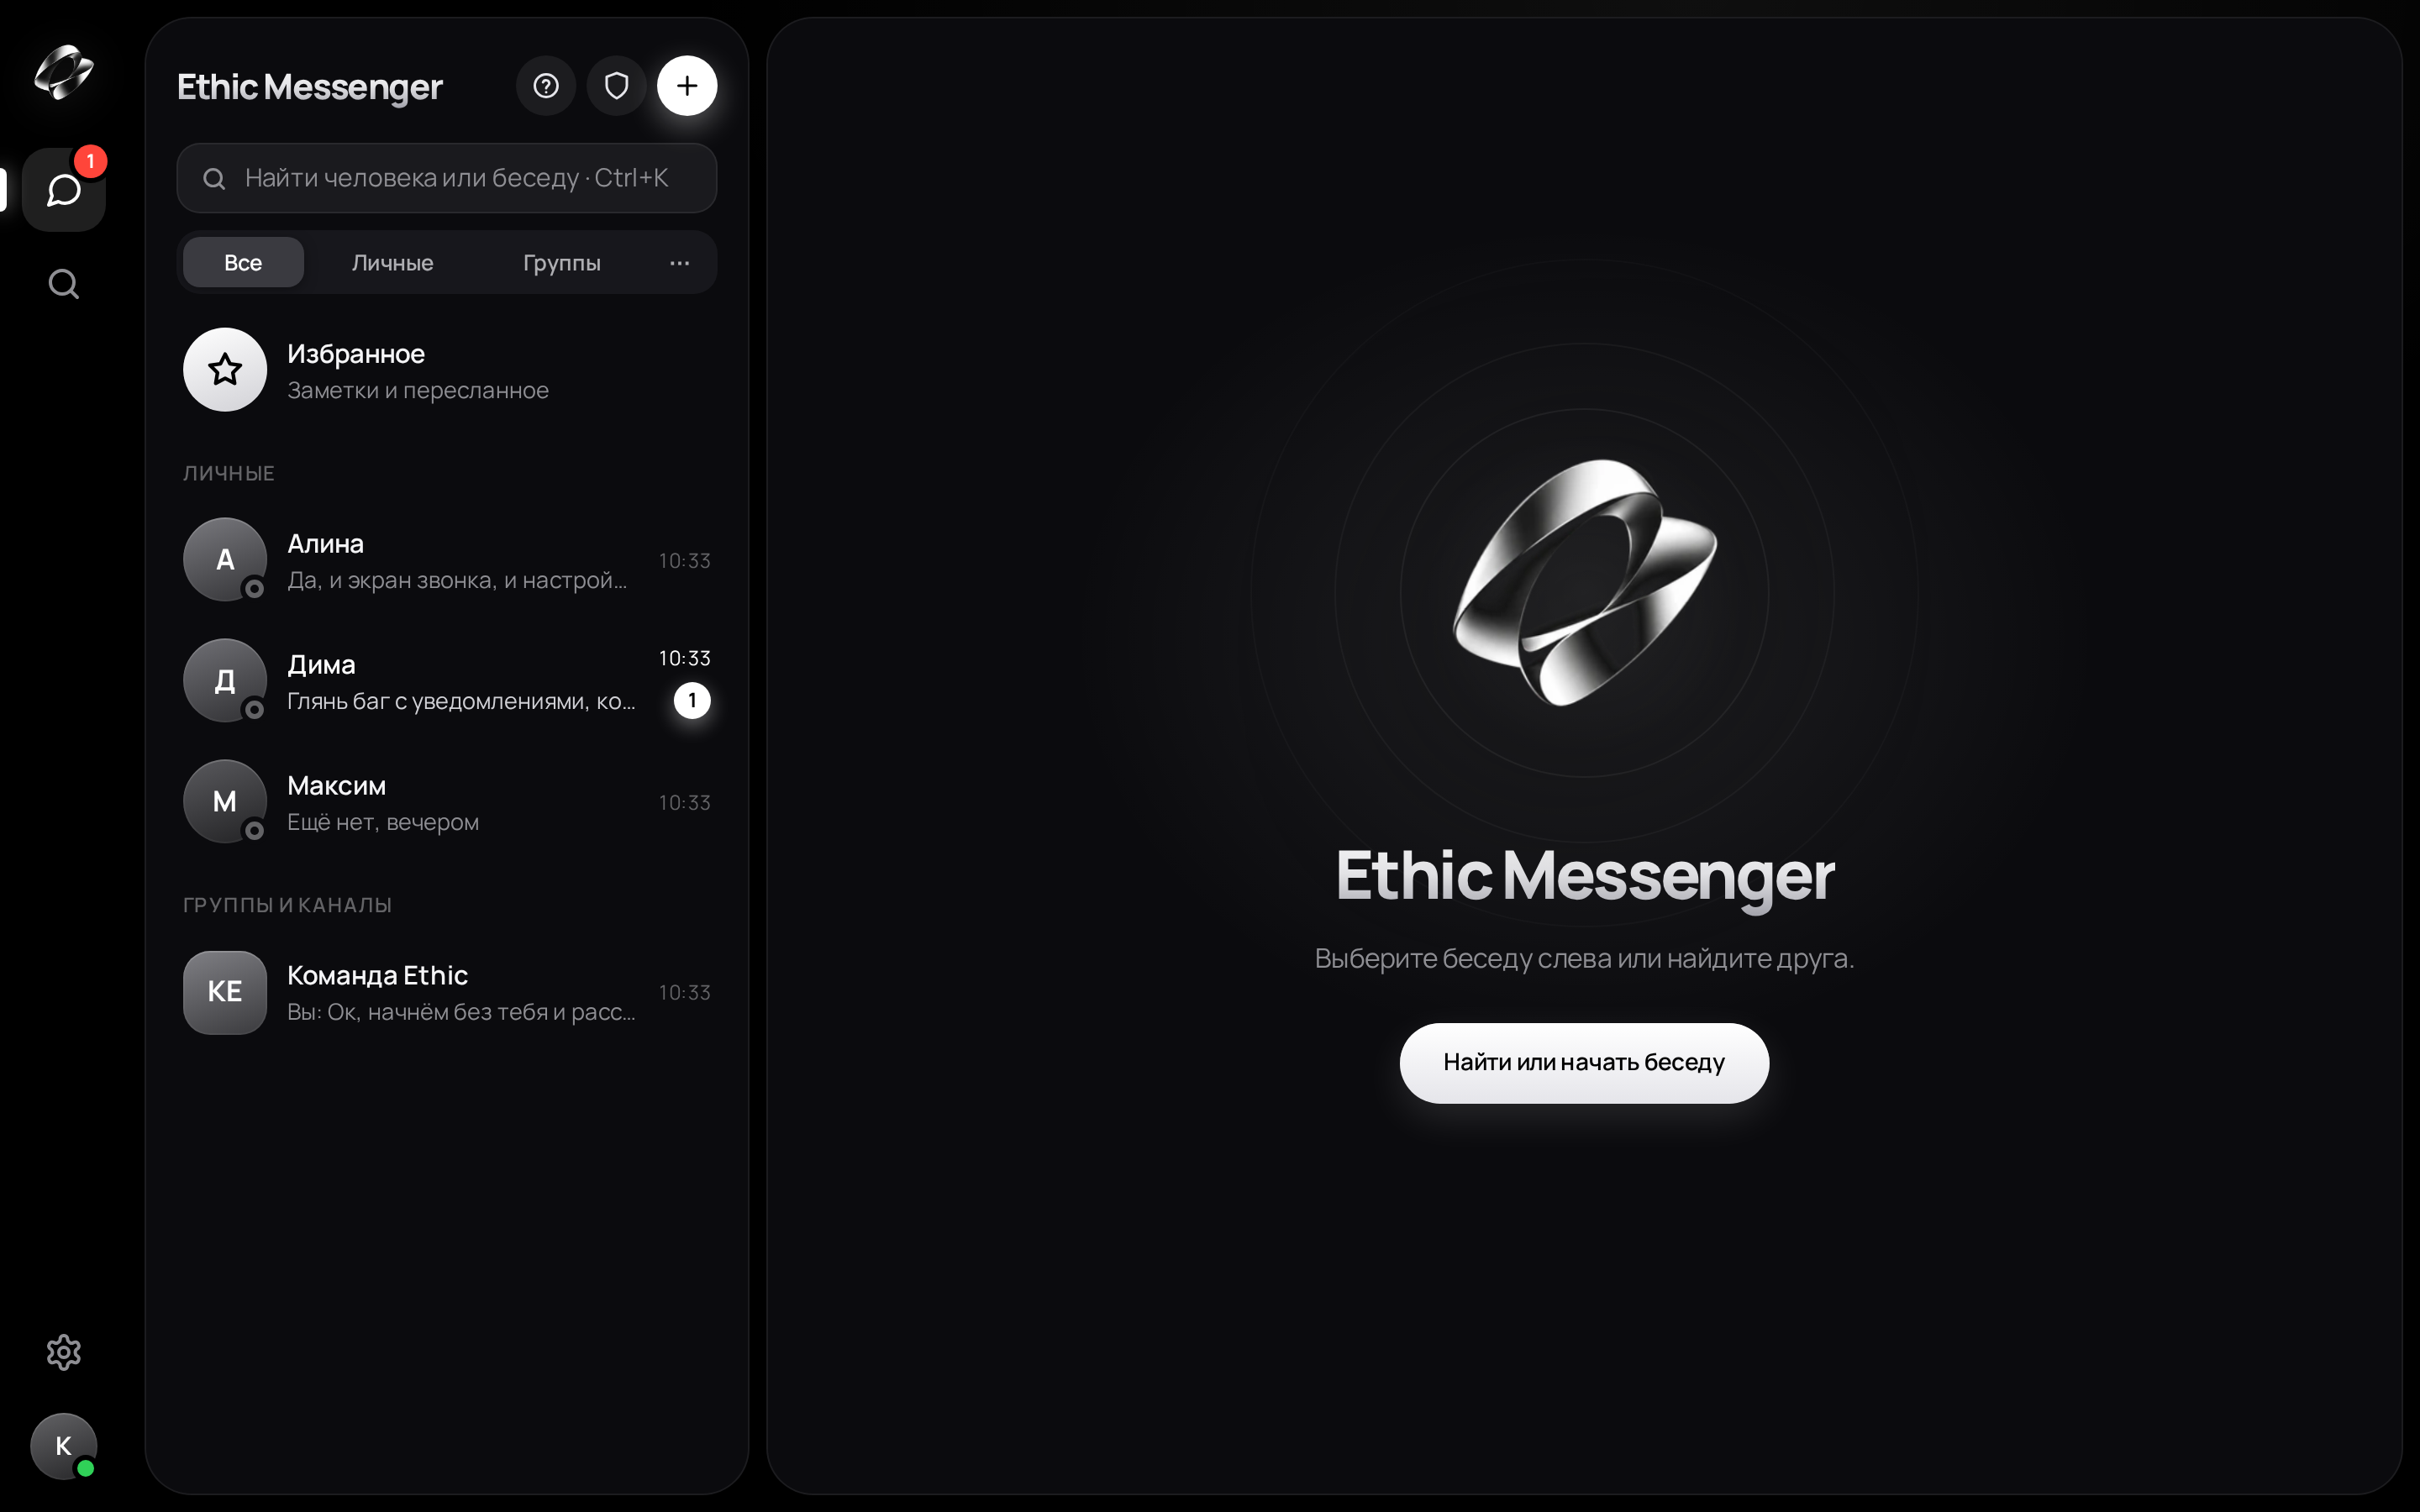 Ethic Messenger
1
Найти человека или беседу · Ctrl+K
Все Личные Группы ···
Избранное
Заметки и пересланное
ЛИЧНЫЕ
А
Алина
10:33
Да, и экран звонка, и настрой...
Д
Дима
10:33
Глянь баг с уведомлениями, ко...
1
М
Максим
10:33
Ещё нет, вечером
ГРУППЫ И КАНАЛЫ
КЕ
Команда Ethic
10:33
Вы: Ок, начнём без тебя и расс...
К
Ethic Messenger
Выберите беседу слева или найдите друга.
Найти или начать беседу